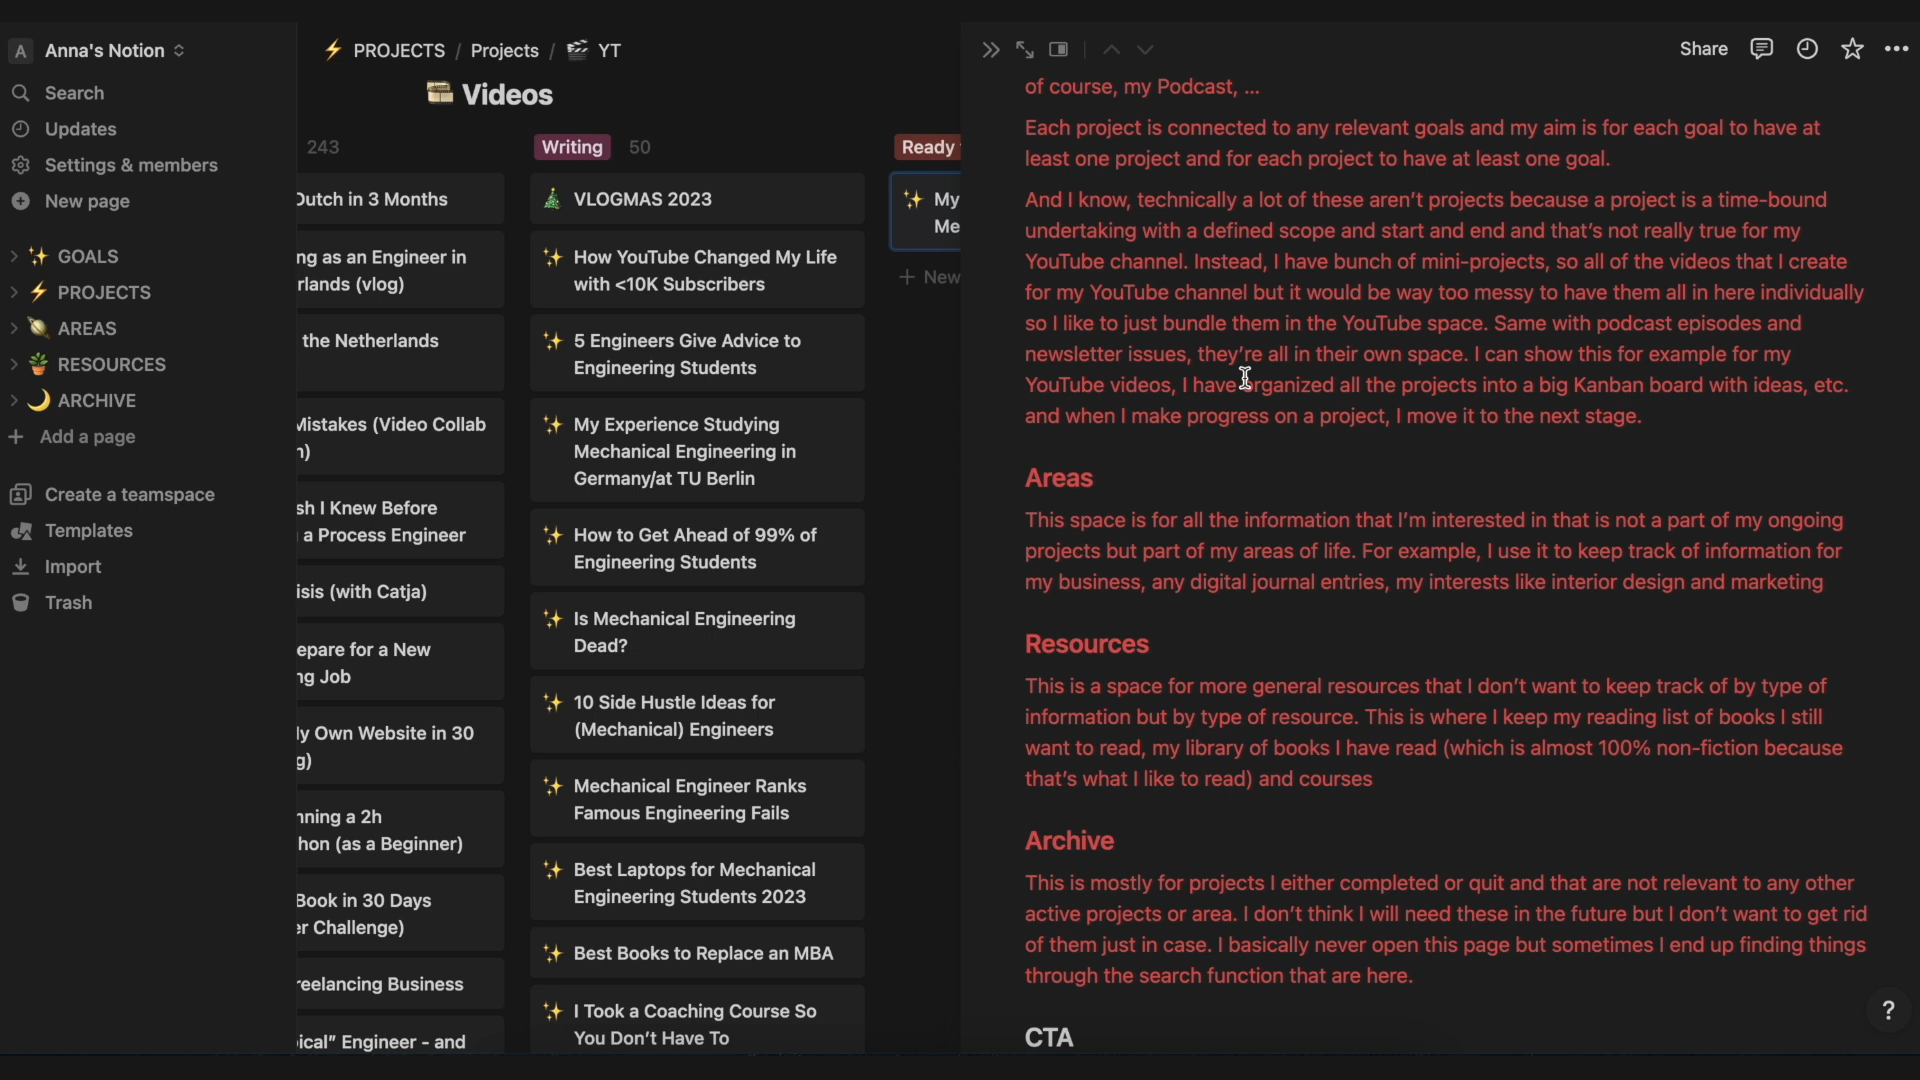 A Anna's Notion
Search
Updates
Settings & members
New page
GOALS
PROJECTS
AREAS
RESOURCES
ARCHIVE
Add a page
Create a teamspace
Templates
Import
Trash
PROJECTS / Projects / YT
Videos
243
Dutch in 3 Months
ng as an Engineer in
rlands (vlog)
the Netherlands
Mistakes (Video Collab
n)
sh I Knew Before
a Process Engineer
isis (with Catja)
epare for a New
ng Job
ly Own Website in 30
g)
nning a 2h
hon (as a Beginner)
Book in 30 Days
er Challenge)
reelancing Business
ical” Engineer - and
Writing 50
VLOGMAS 2023
How YouTube Changed My Life
with <10K Subscribers
5 Engineers Give Advice to
Engineering Students
My Experience Studying
Mechanical Engineering in
Germany/at TU Berlin
How to Get Ahead of 99% of
Engineering Students
Is Mechanical Engineering
Dead?
10 Side Hustle Ideas for
(Mechanical) Engineers
Mechanical Engineer Ranks
Famous Engineering Fails
Best Laptops for Mechanical
Engineering Students 2023
Best Books to Replace an MBA
I Took a Coaching Course So
You Don’t Have To
Ready
My
Me
+ New
Share
of course, my Podcast, ...
Each project is connected to any relevant goals and my aim is for each goal to have at
least one project and for each project to have at least one goal.
And I know, technically a lot of these aren’t projects because a project is a time-bound
undertaking with a defined scope and start and end and that’s not really true for my
YouTube channel. Instead, I have bunch of mini-projects, so all of the videos that I create
for my YouTube channel but it would be way too messy to have them all in here individually
so I like to just bundle them in the YouTube space. Same with podcast episodes and
newsletter issues, they’re all in their own space. I can show this for example for my
YouTube videos, I have organized all the projects into a big Kanban board with ideas, etc.
and when I make progress on a project, I move it to the next stage.
Areas
This space is for all the information that I’m interested in that is not a part of my ongoing
projects but part of my areas of life. For example, I use it to keep track of information for
my business, any digital journal entries, my interests like interior design and marketing
Resources
This is a space for more general resources that I don’t want to keep track of by type of
information but by type of resource. This is where I keep my reading list of books I still
want to read, my library of books I have read (which is almost 100% non-fiction because
that’s what I like to read) and courses
Archive
This is mostly for projects I either completed or quit and that are not relevant to any other
active projects or area. I don’t think I will need these in the future but I don’t want to get rid
of them just in case. I basically never open this page but sometimes I end up finding things
through the search function that are here.
CTA
?